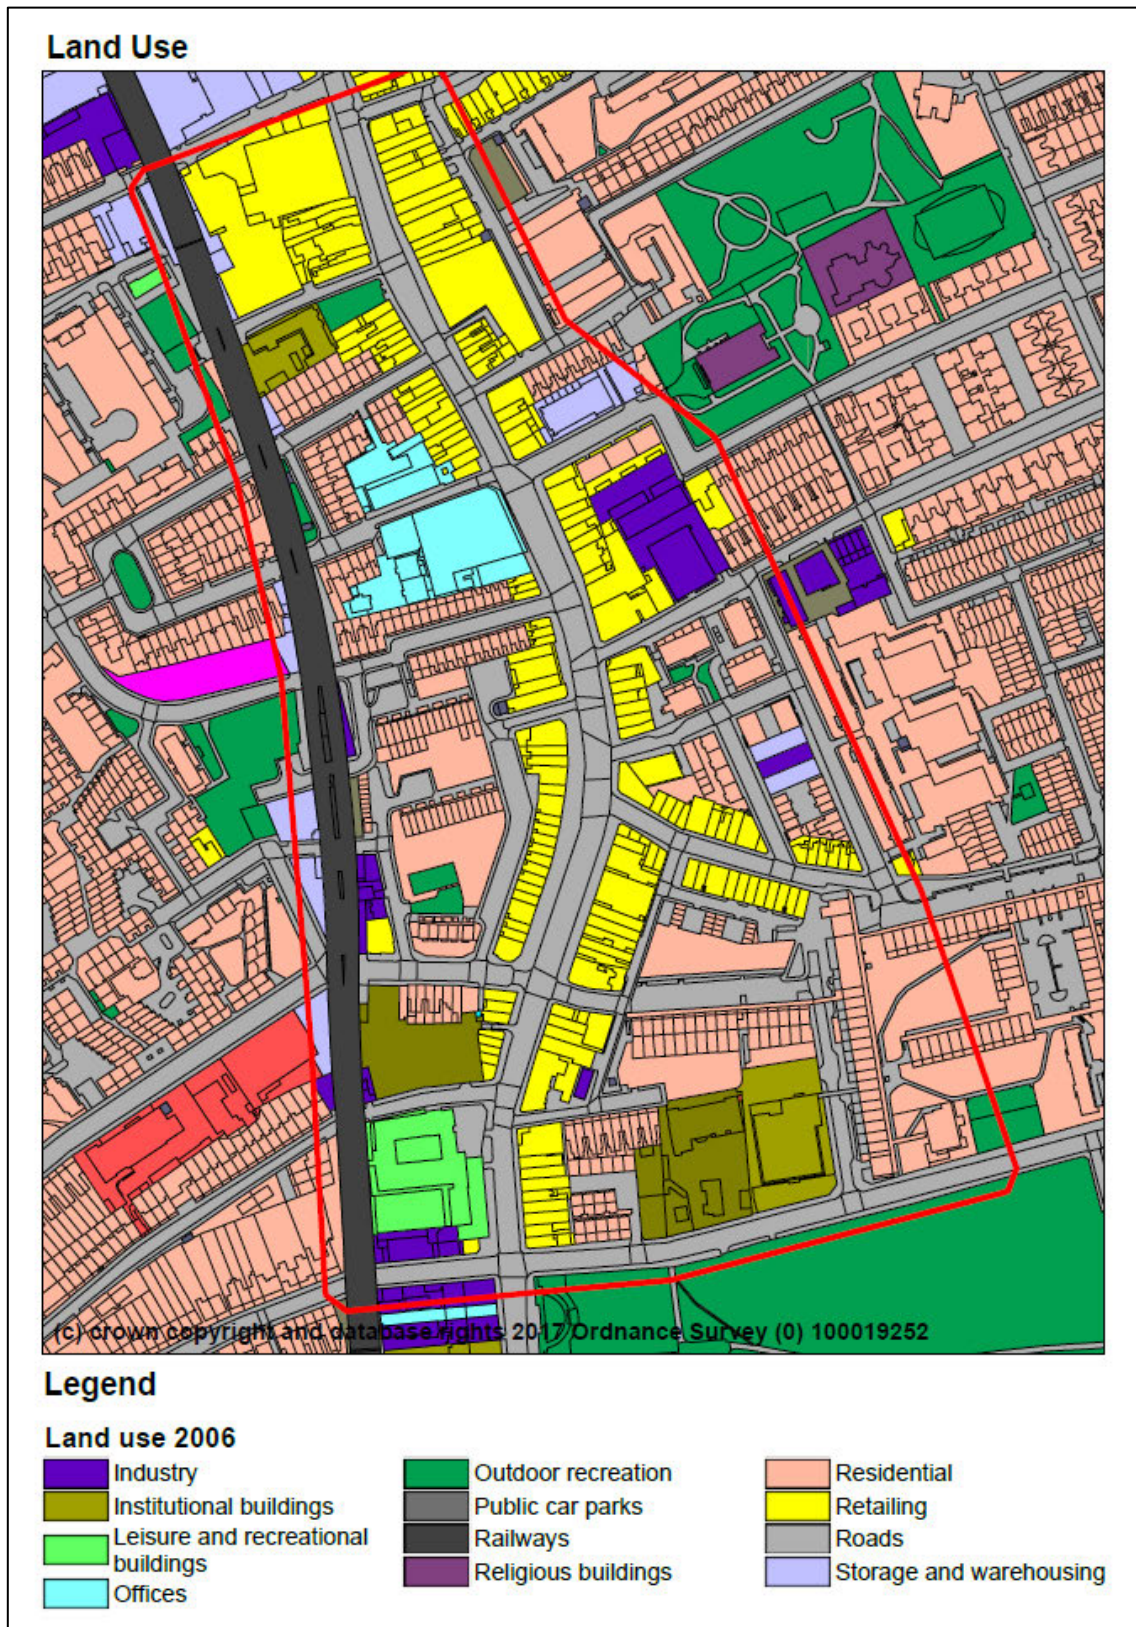 Land Use
(c) crown copyright and database rights 2017 Ordnance Survey (0) 100019252
Legend
Land use 2006
Industry
Institutional buildings
Leisure and recreational
buildings
Offices
Outdoor recreation
Public car parks
Railways
Religious buildings
Residential
Retailing
Roads
Storage and warehousing